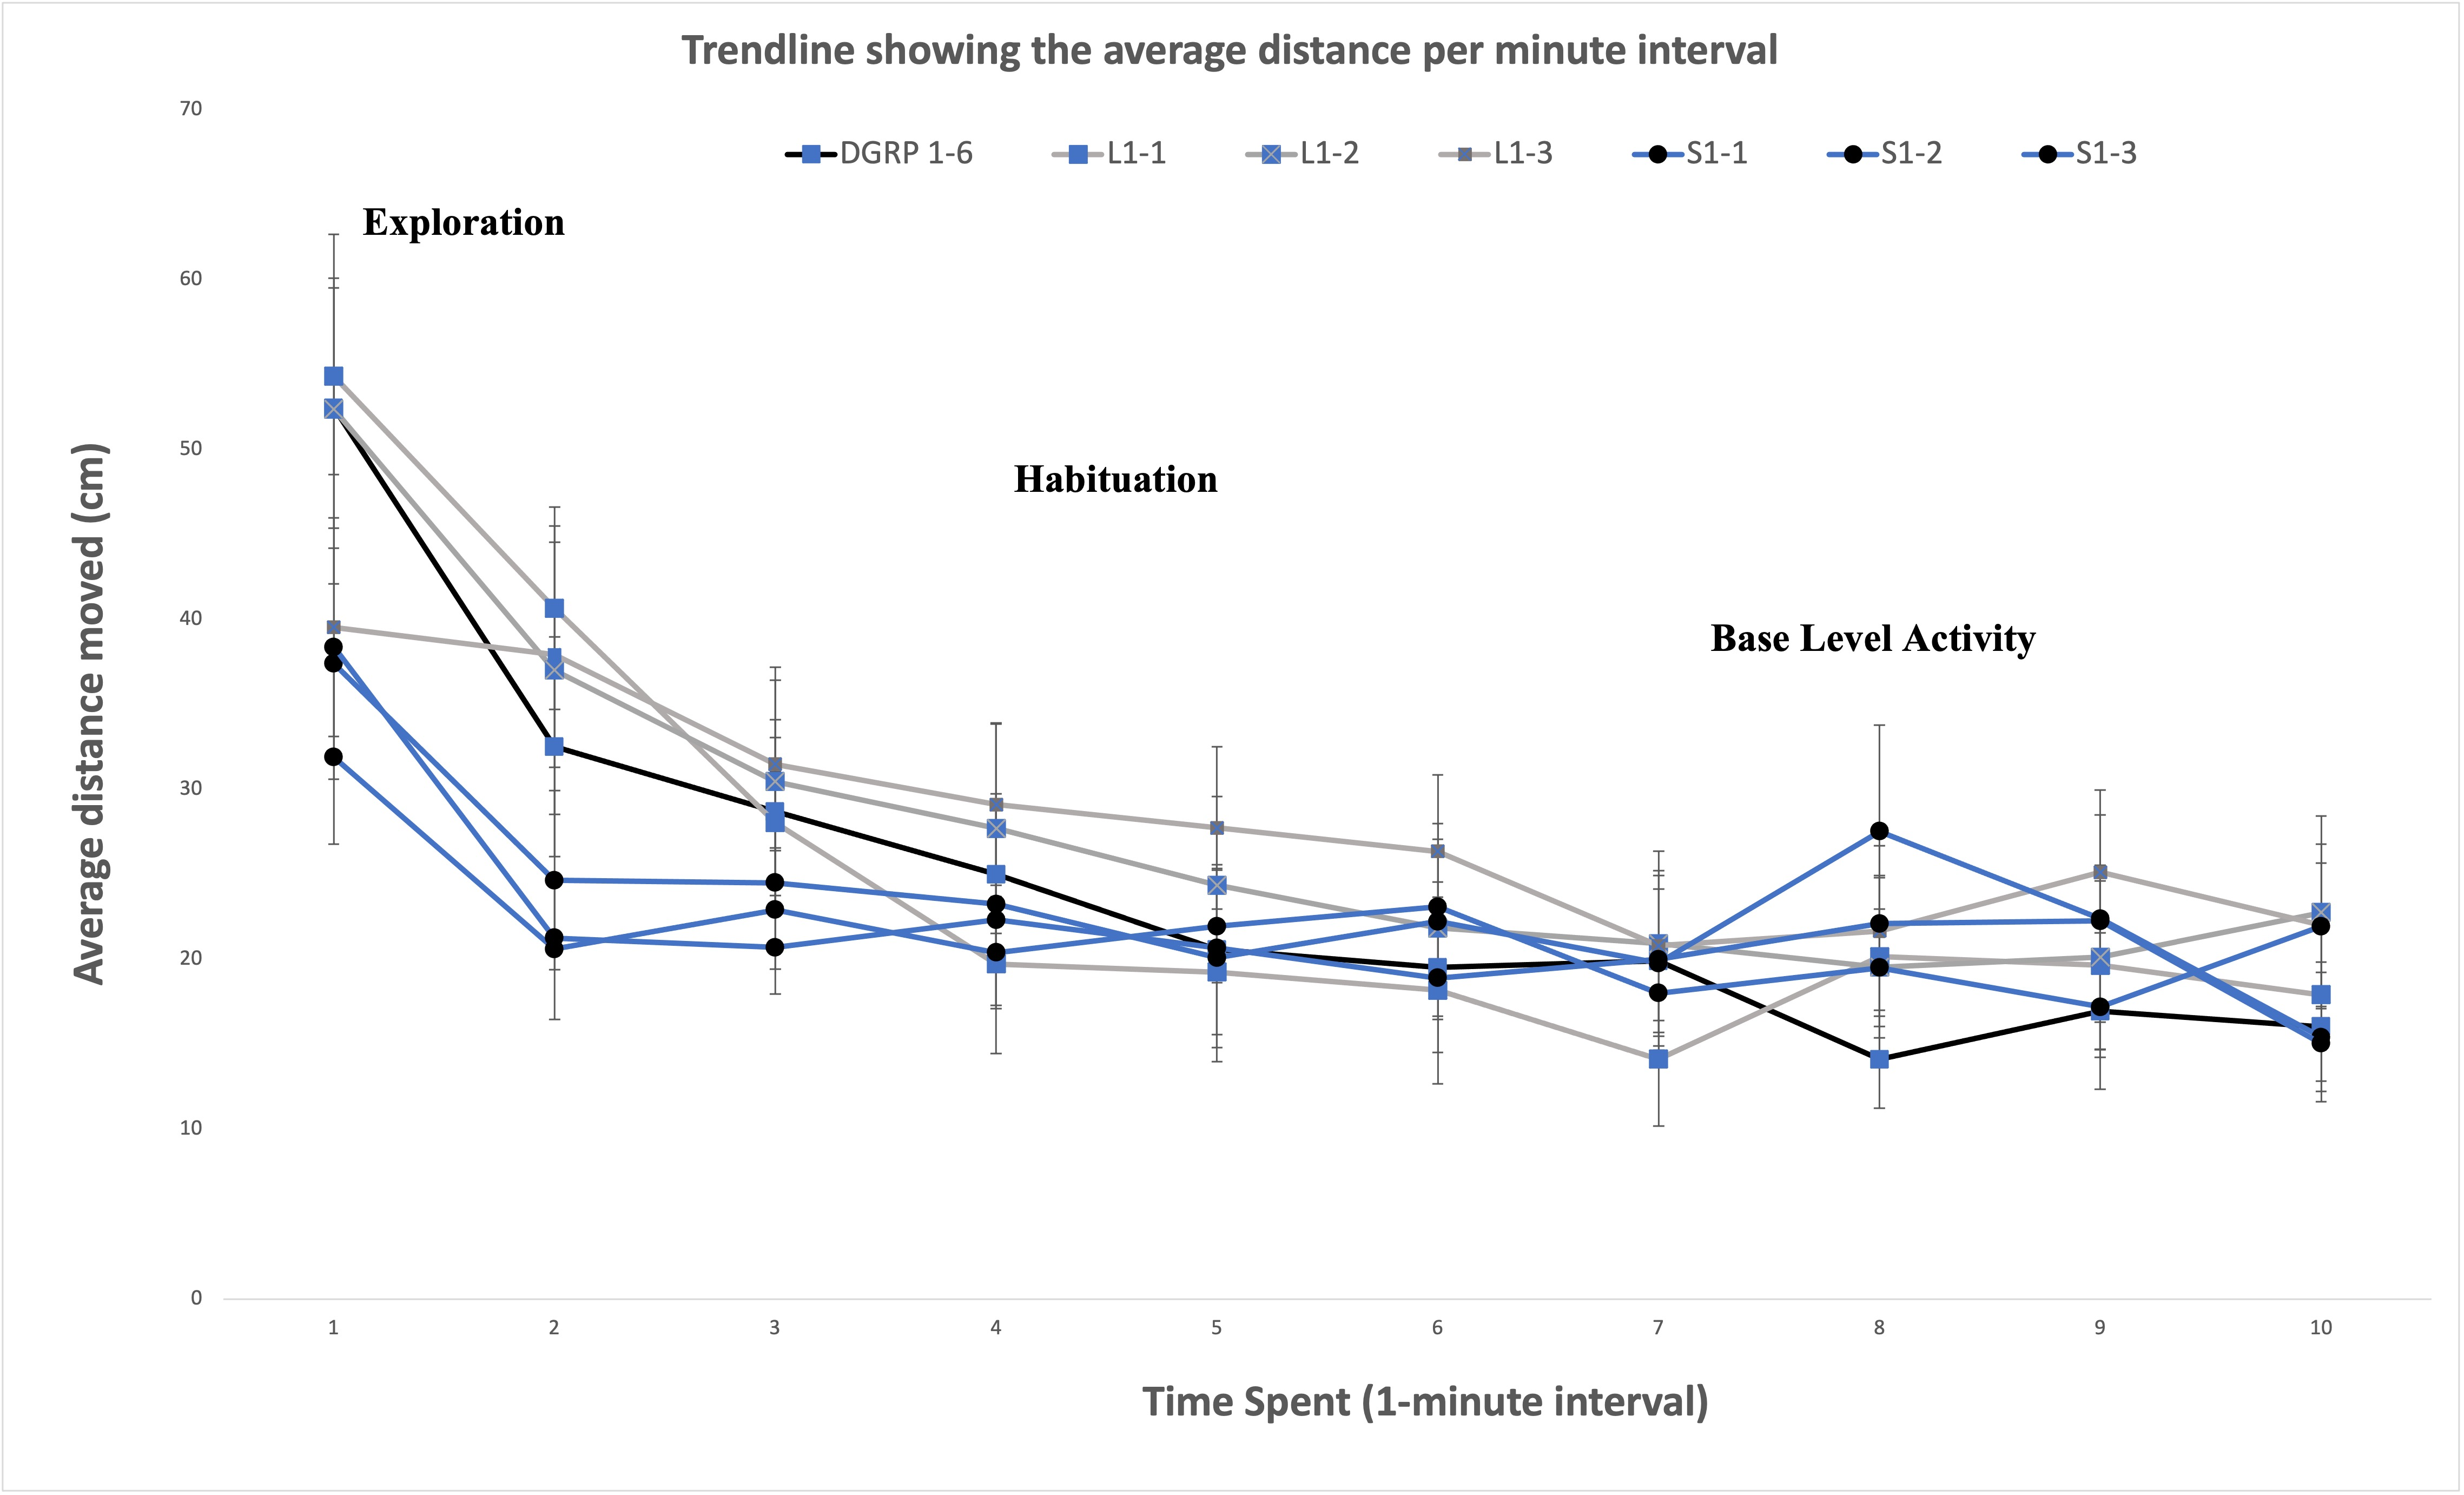 Trendline showing the average distance per minute interval
DGRP 1-6 L1-1 L1-2 L1-3 S1-1 S1-2 S1-3
Exploration
Habituation
Base Level Activity
Average distance moved (cm)
70
60
50
40
30
20
10
0
1 2 3 4 5 6 7 8 9 10
Time Spent (1-minute interval)